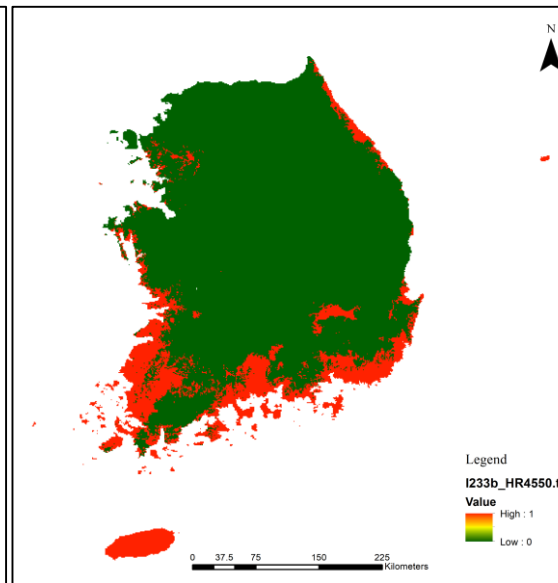 N
Legend
I233b_HR4550.t
Value
High : 1
Low : 0
0 37.5 75 150 225
Kilometers